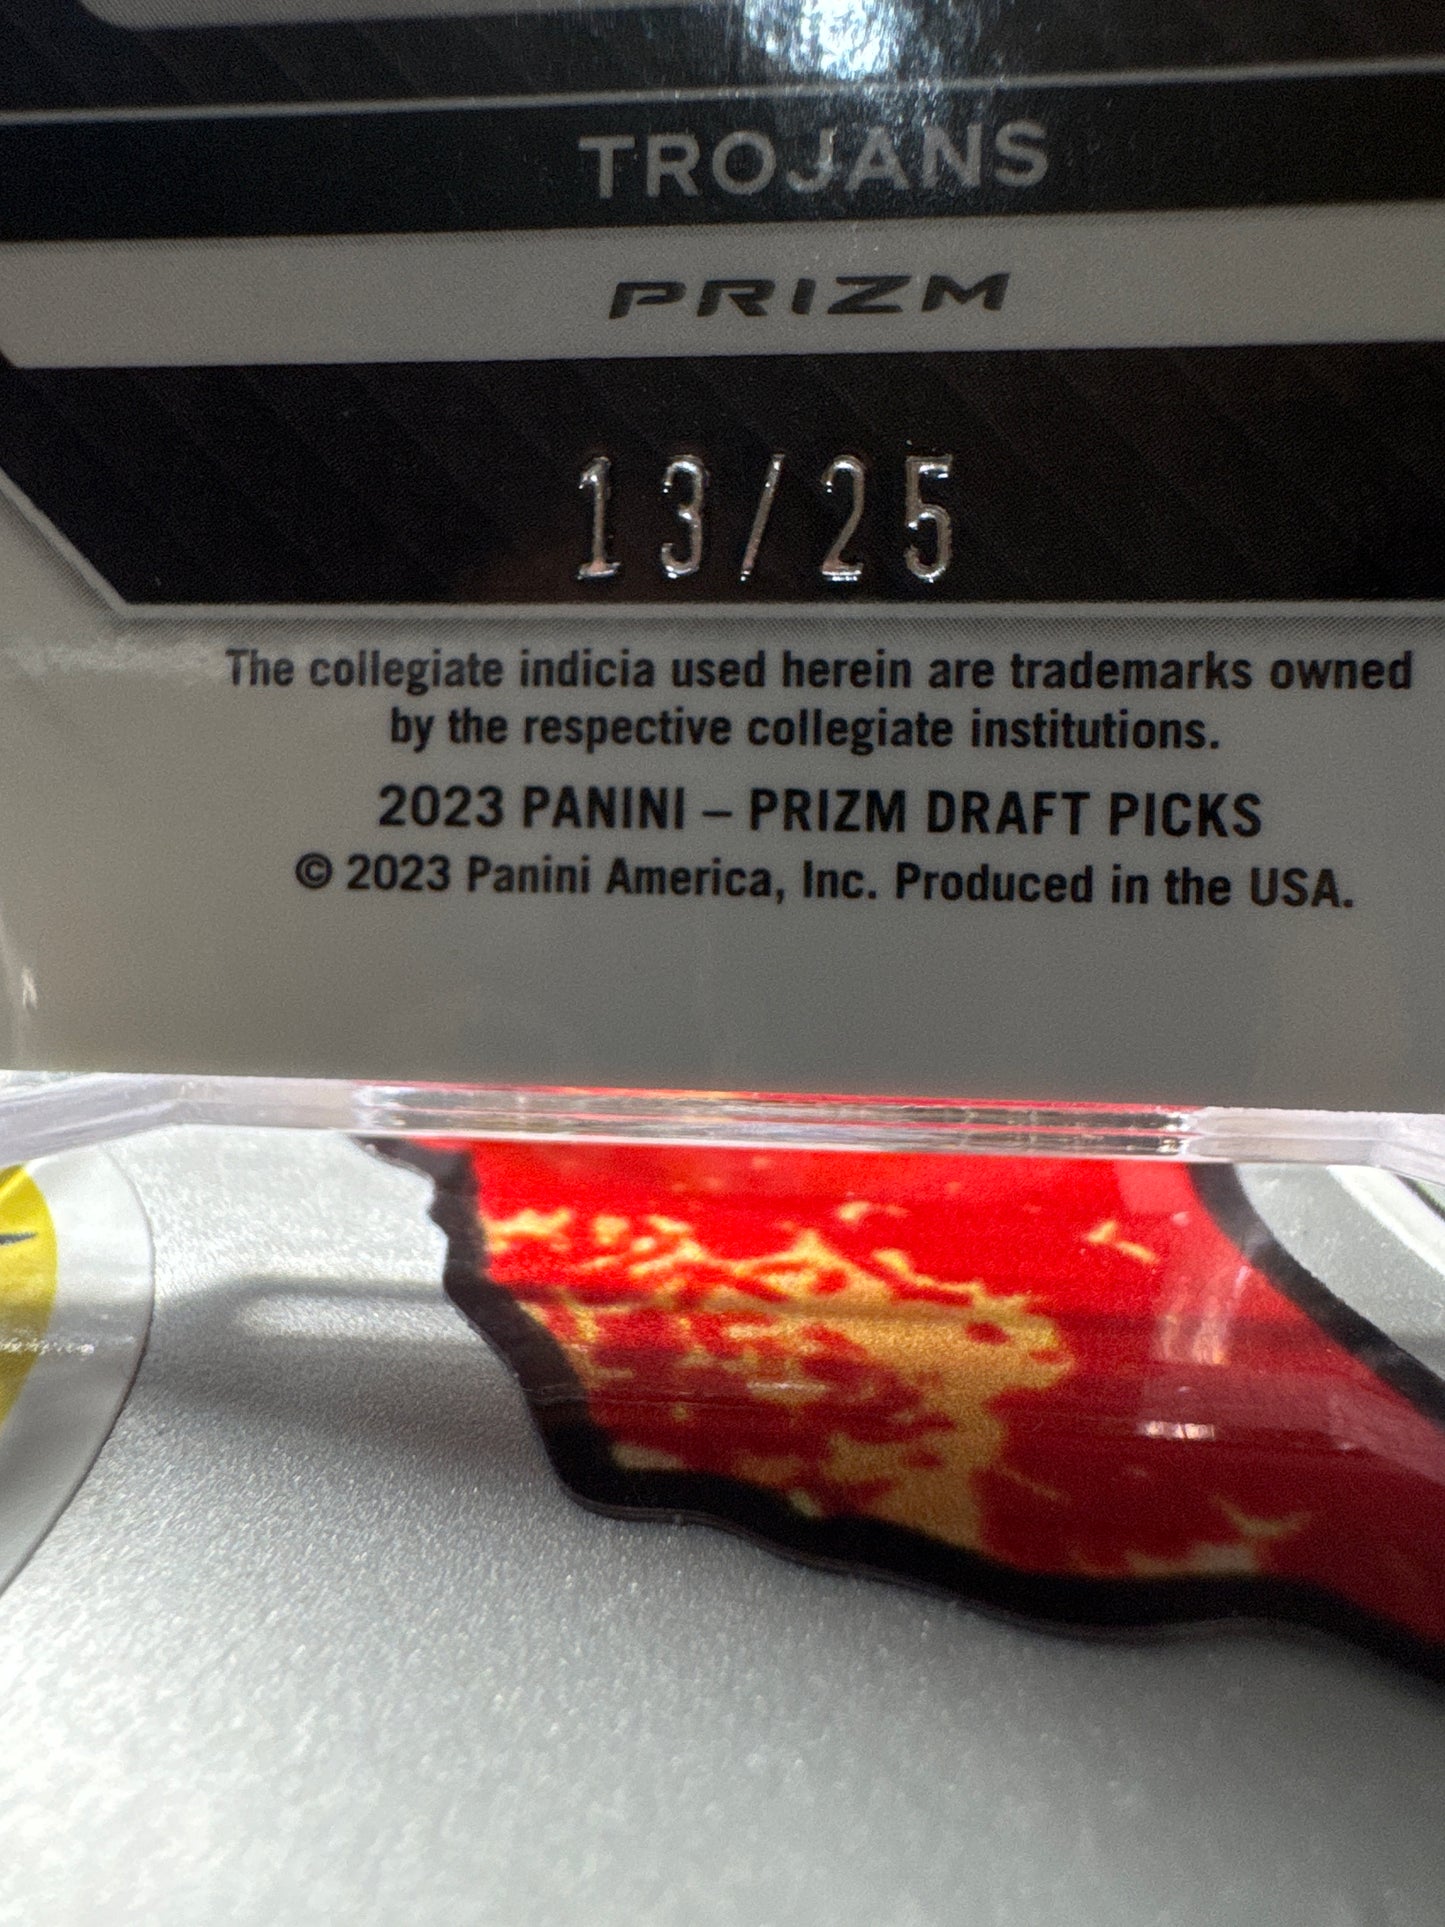 TROJANS
PRIZM
13/25
The collegiate indicia used herein are trademarks owned
by the respective collegiate institutions.
2023 PANINI – PRIZM DRAFT PICKS
© 2023 Panini America, Inc. Produced in the USA.